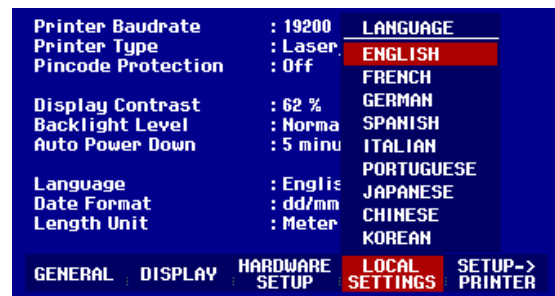 Printer Baudrate : 19200
Printer Type : Laser
Pincode Protection : Off
Display Contrast : 62 %
Backlight Level : Norma
Auto Power Down : 5 minu
Language : Englis
Date Format : dd/mm
Length Unit : Meter
LANGUAGE
ENGLISH
FRENCH
GERMAN
SPANISH
ITALIAN
PORTUGUESE
JAPANESE
CHINESE
KOREAN
GENERAL DISPLAY HARDWARE SETUP LOCAL SETTINGS SETUP-> PRINTER